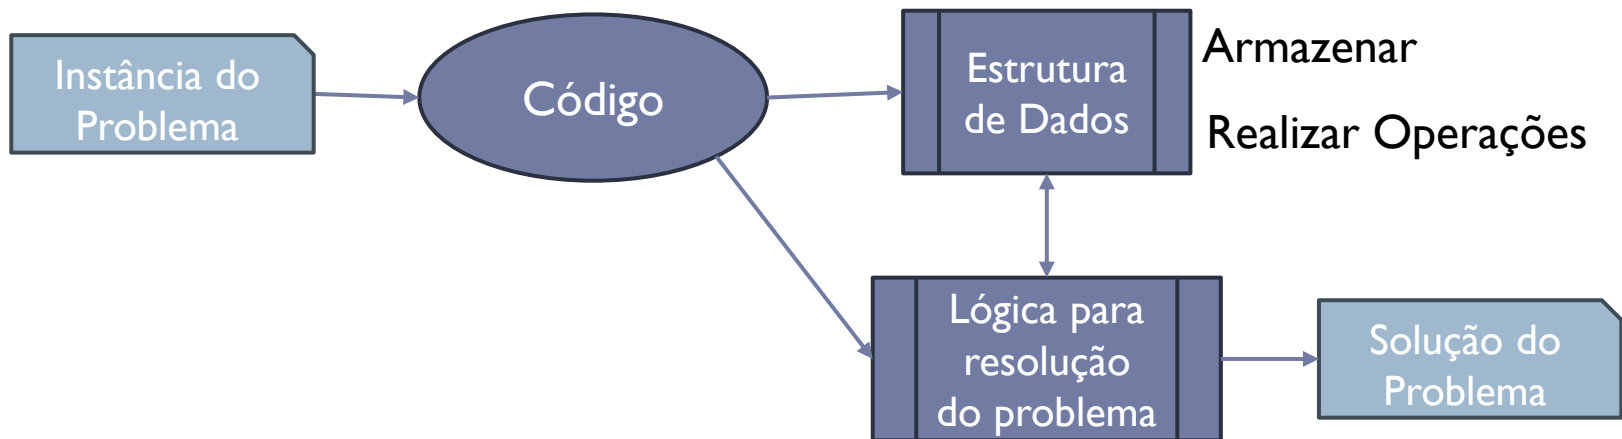 Instância do
Problema
Código
Estrutura
de Dados
Armazenar
Realizar Operações
Lógica para
resolução
do problema
Solução do
Problema